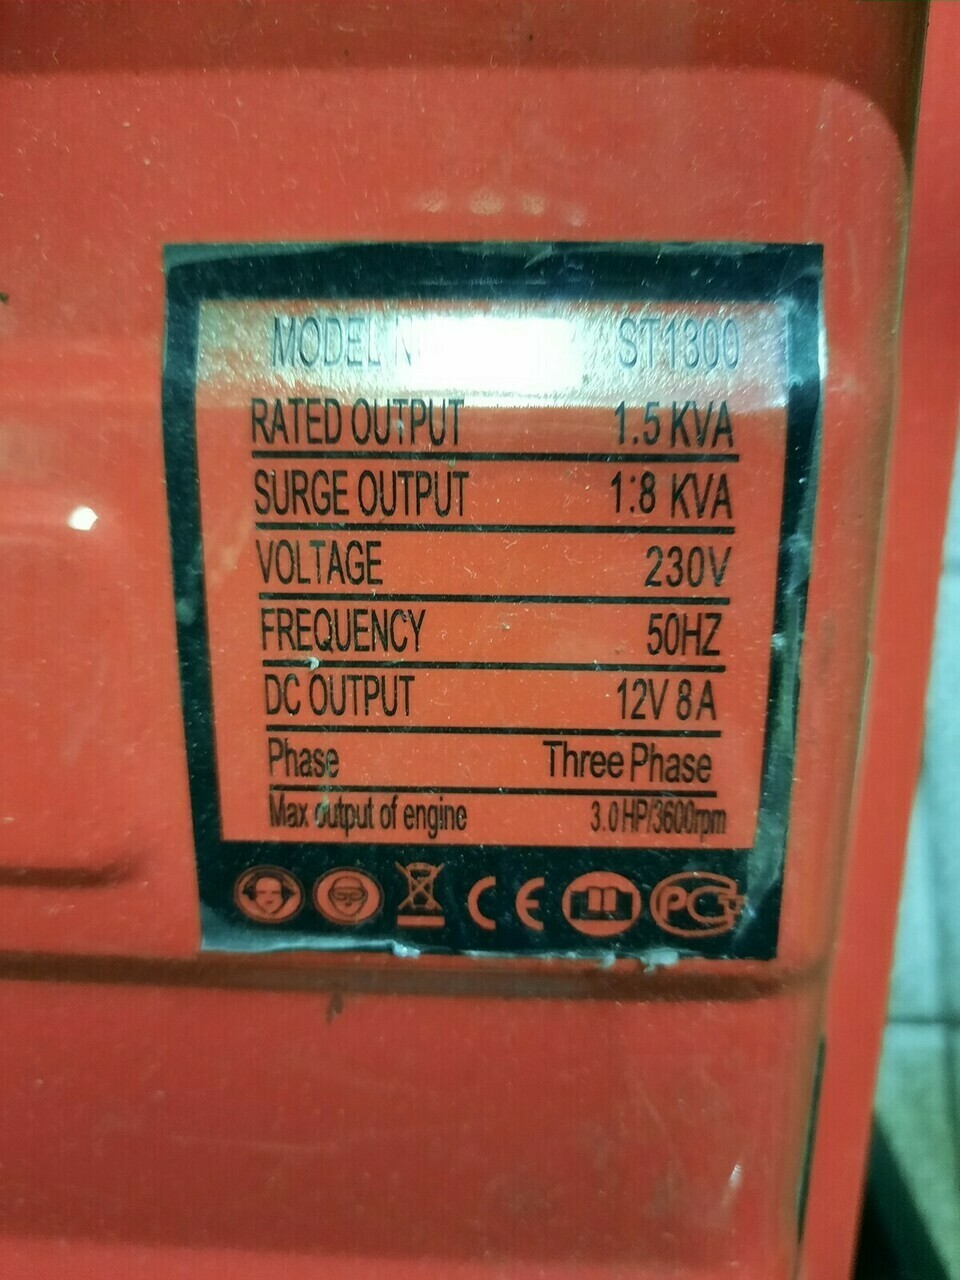 MODEL N ST1300
RATED OUTPUT 1.5 KVA
SURGE OUTPUT 1:8 KVA
VOLTAGE 230V
FREQUENCY 50HZ
DC OUTPUT 12V 8A
Phase Three Phase
Max output of engine 3.0HP/3600rpm
CE PCT